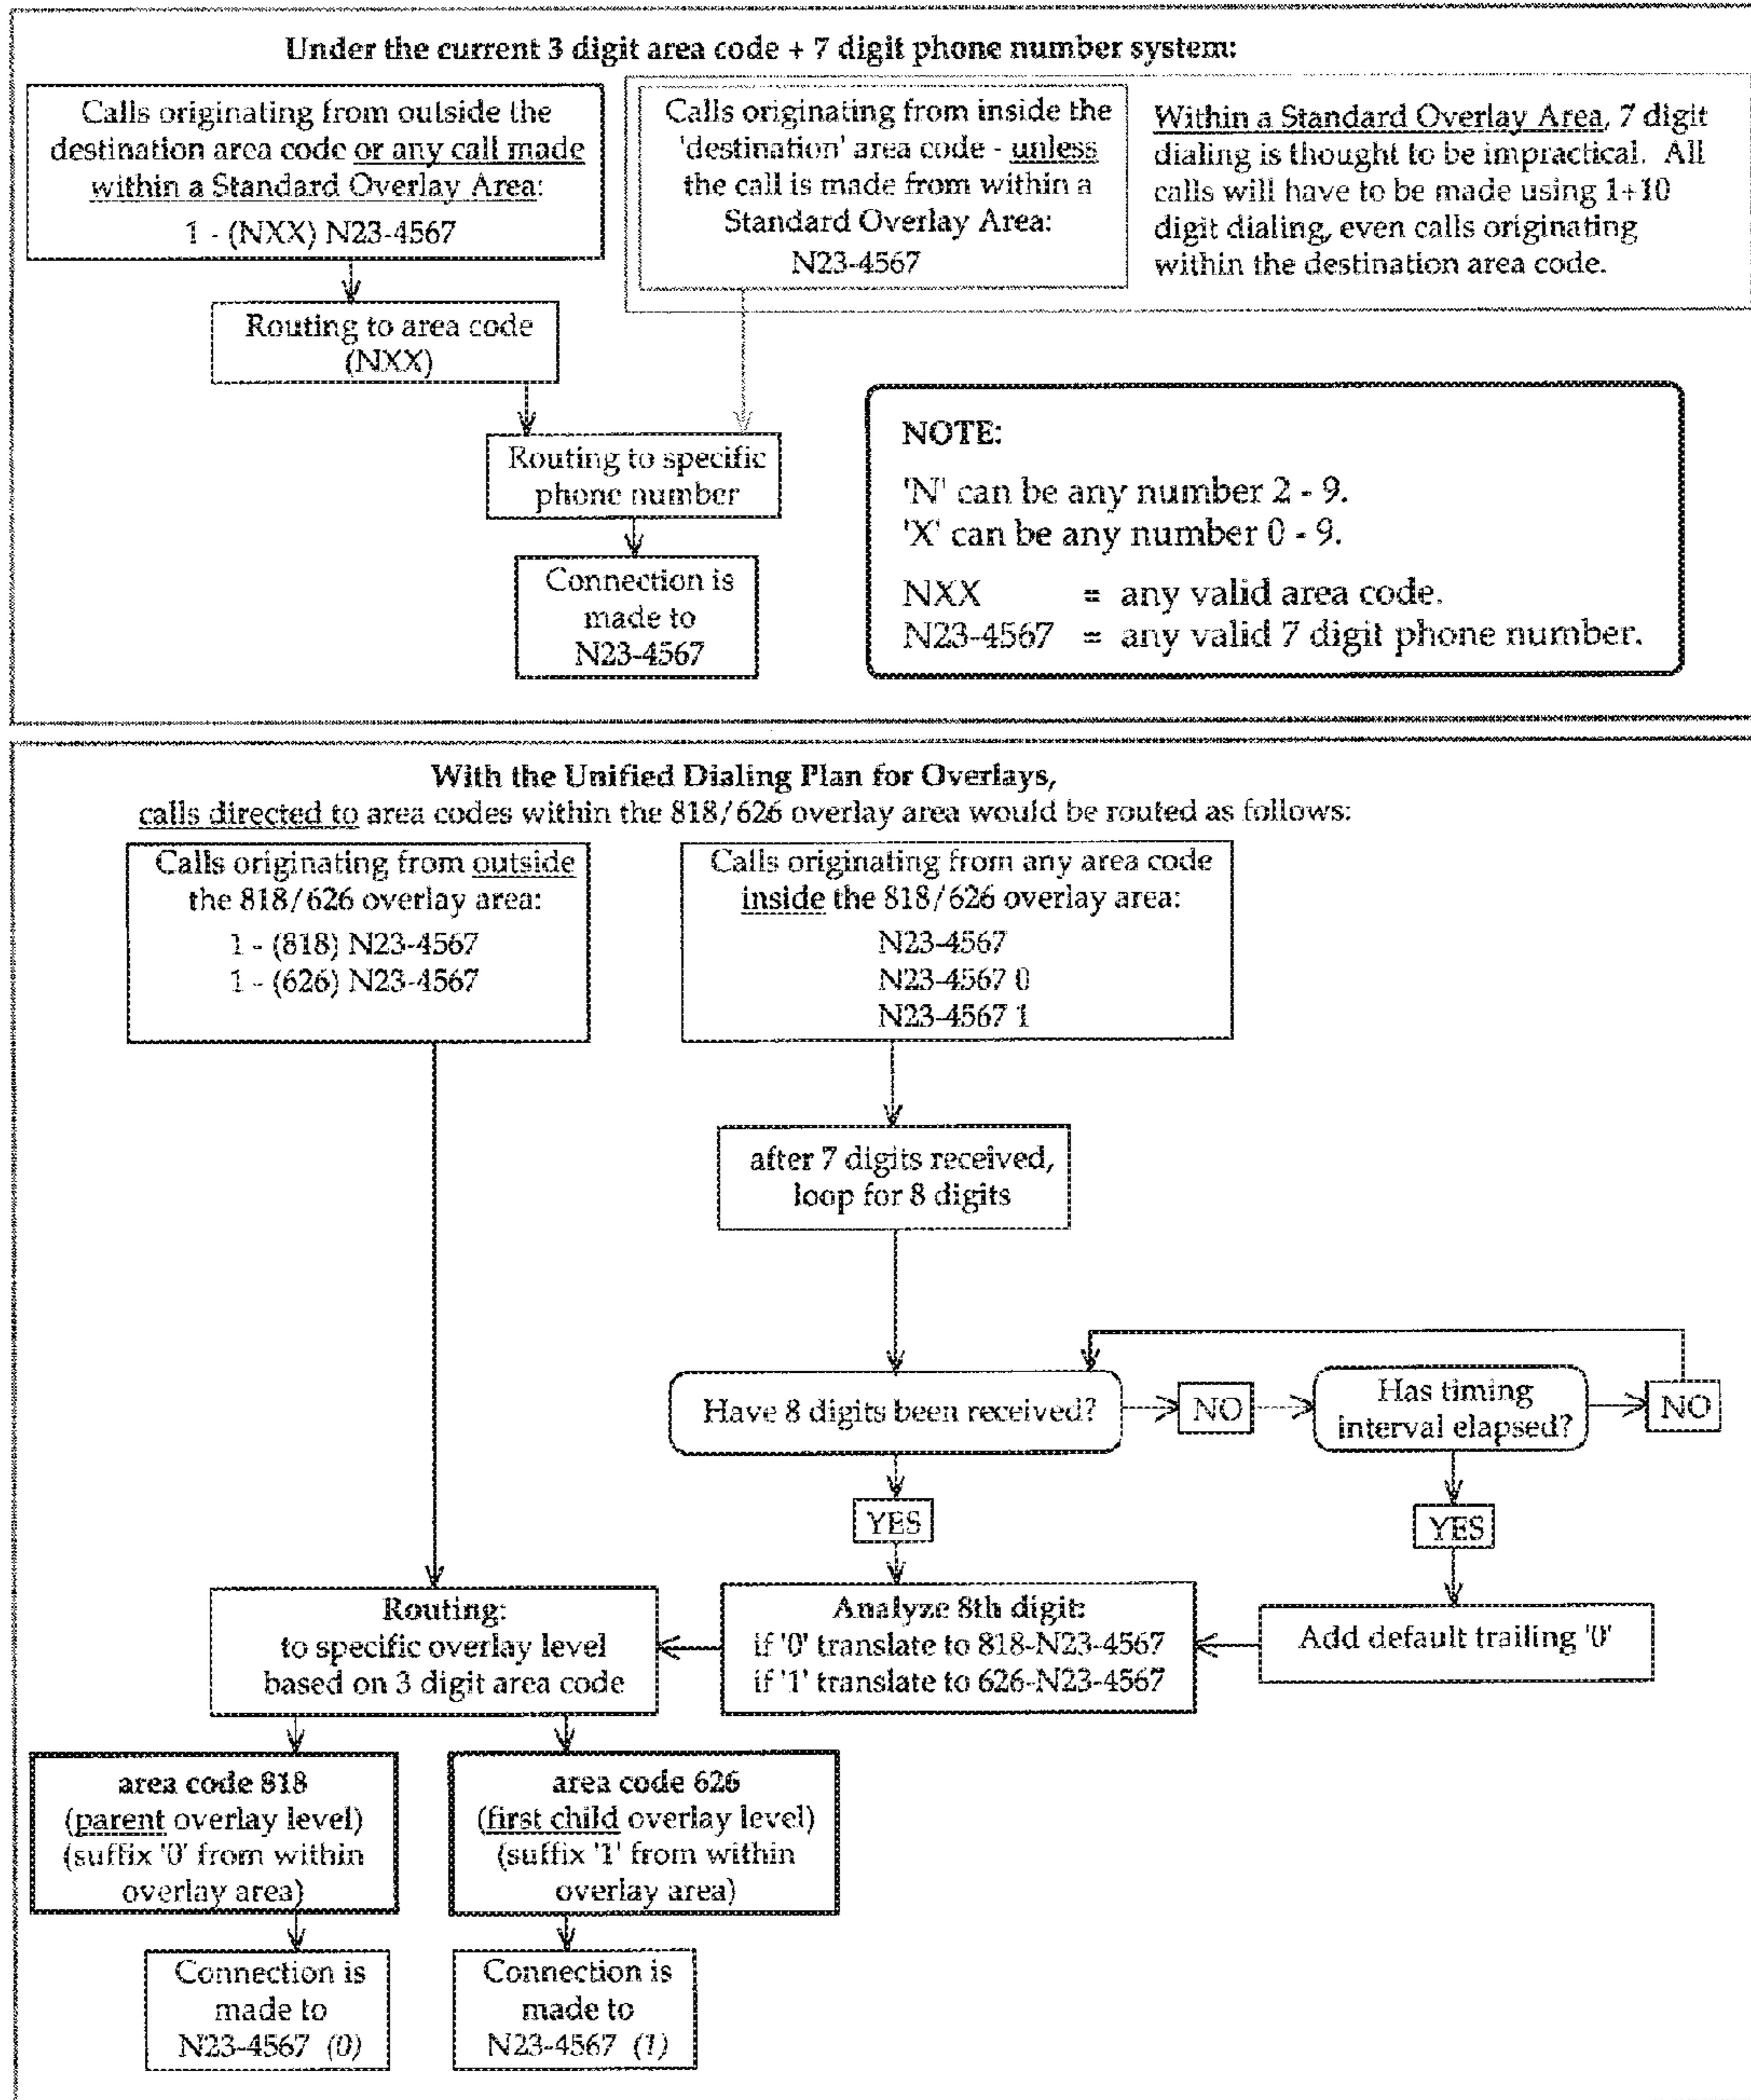 Under the current 3 digit area code + 7 digit phone number system:
Calls originating from outside the
destination area code or any call made
within a Standard Overlay Area:
1 - (NXX) N23-4567
Calls originating from inside the
'destination' area code - unless
the call is made from within a
Standard Overlay Area:
N23-4567
Within a Standard Overlay Area, 7 digit
dialing is thought to be impractical. All
calls will have to be made using 1+10
digit dialing, even calls originating
within the destination area code.
Routing to area code
(NXX)
Routing to specific
phone number
Connection is
made to
N23-4567
NOTE:
'N' can be any number 2 - 9.
'X' can be any number 0 - 9.
NXX = any valid area code.
N23-4567 = any valid 7 digit phone number.
With the Unified Dialing Plan for Overlays,
calls directed to area codes within the 818/626 overlay area would be routed as follows:
Calls originating from outside
the 818/626 overlay area:
1 - (818) N23-4567
1 - (626) N23-4567
Calls originating from any area code
inside the 818/626 overlay area:
N23-4567
N23-4567 0
N23-4567 1
after 7 digits received,
loop for 8 digits
Have 8 digits been received?
NO
Has timing
interval elapsed?
NO
YES
YES
Routing:
to specific overlay level
based on 3 digit area code
Analyze 8th digit:
if '0' translate to 818-N23-4567
if '1' translate to 626-N23-4567
Add default trailing '0'
area code 818
(parent overlay level)
(suffix '0' from within
overlay area)
area code 626
(first child overlay level)
(suffix '1' from within
overlay area)
Connection is
made to
N23-4567 (0)
Connection is
made to
N23-4567 (1)